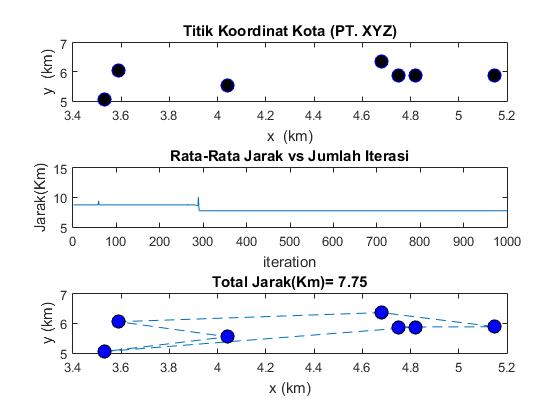 Titik Koordinat Kota (PT. XYZ)
7
6
5
y (km)
3.4 3.6 3.8 4 4.2 4.4 4.6 4.8 5 5.2
x (km)
Rata-Rata Jarak vs Jumlah Iterasi
15
10
5
Jarak(Km)
0 100 200 300 400 500 600 700 800 900 1000
iteration
Total Jarak(Km)= 7.75
7
6
5
y (km)
3.4 3.6 3.8 4 4.2 4.4 4.6 4.8 5 5.2
x (km)